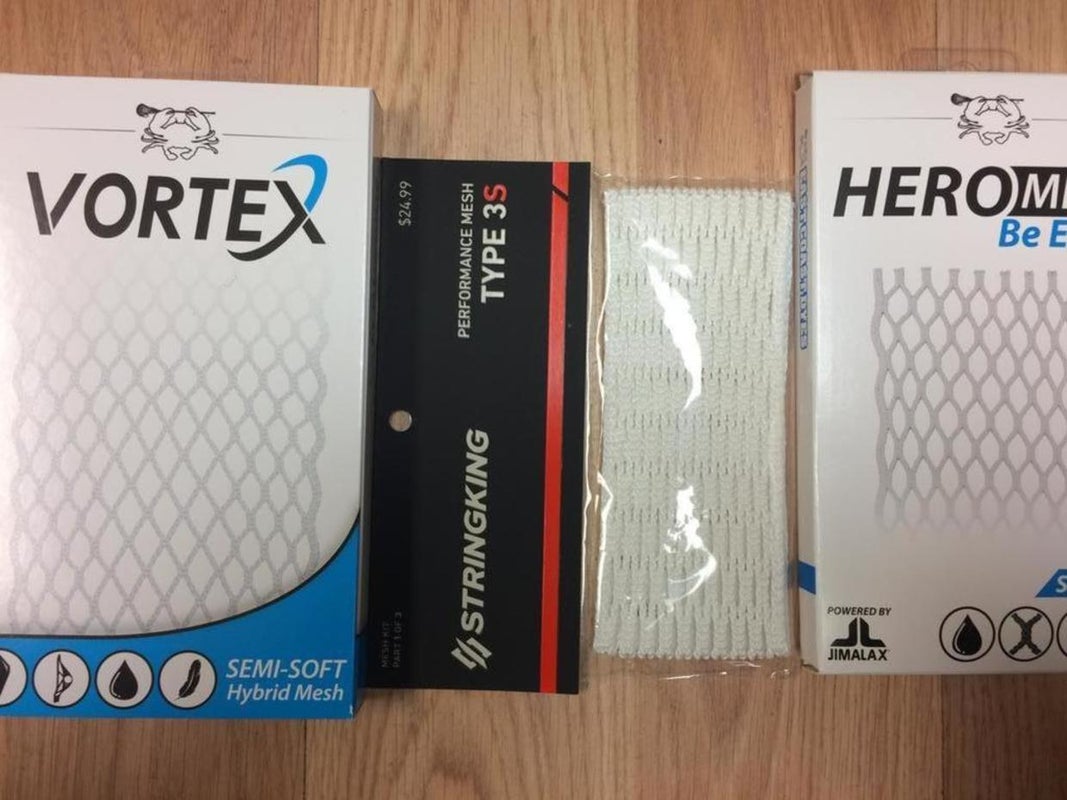 VORTEX
SEMI-SOFT
Hybrid Mesh
$24.99
PERFORMANCE MESH
TYPE 3S
STRINGKING
MESH KIT
PART 1 OF 3
HERO
Be
POWERED BY
JIMALAX